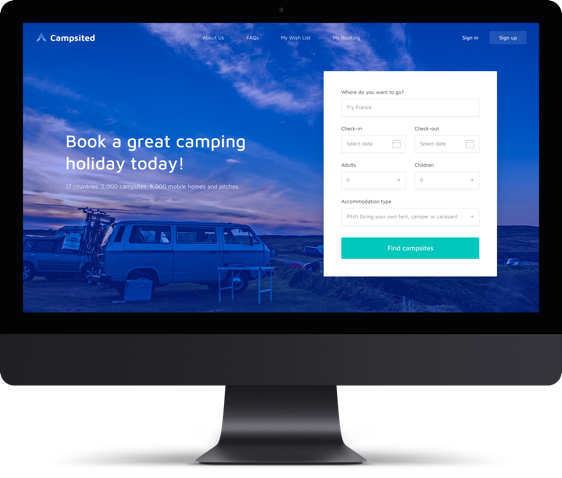 Campsited
About Us
FAQs
My Wish List
My Booking
Sign in
Sign up
Book a great camping
holiday today!
17 countries. 2,000 campsites. 8,000 mobile homes and pitches.
Where do you want to go?
Try France
Check-in
Check-out
Select date
Select date
Adults
Children
0
0
Accommodation type
Pitch (bring your own tent, camper or caravan)
Find campsites